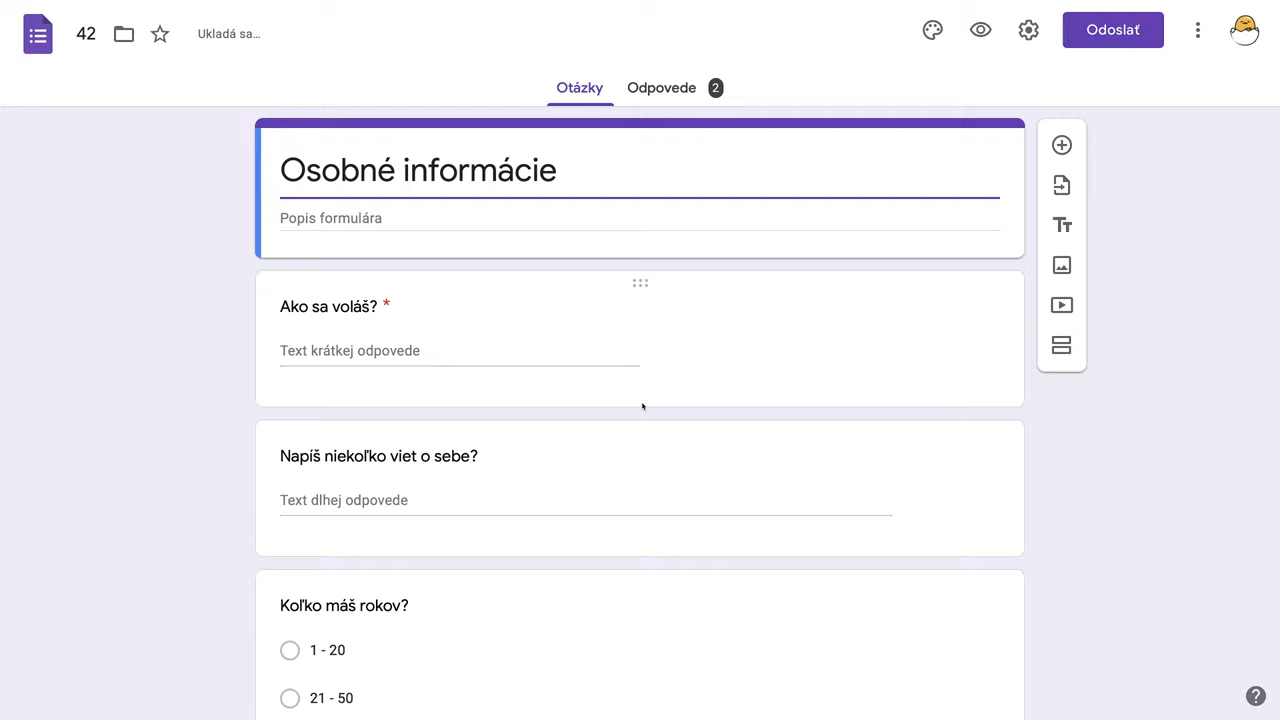 42
Ukladá sa...
Odoslať
Otázky
Odpovede 2
Osobné informácie
Popis formulára
Ako sa voláš? *
Text krátkej odpovede
Napíš niekoľko viet o sebe?
Text dlhej odpovede
Koľko máš rokov?
1 - 20
21 - 50